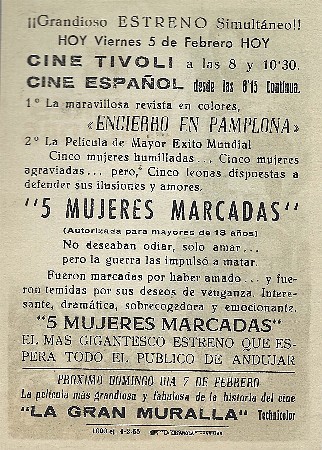 ¡¡Grandioso ESTRENO Simultáneo!!
HOY Viernes 5 de Febrero HOY
CINE TIVOLI a las 8 y 10'30.
CINE ESPAÑOL desde las 8'15 Continua.
1º La maravillosa revista en colores,
«ENCIERRO EN PAMPLONA»
2º La Película de Mayor Exito Mundial
Cinco mujeres humilladas... Cinco mujeres
agraviadas... pero, Cinco leonas dispuestas a
defender sus ilusiones y amores.
"5 MUJERES MARCADAS"
(Autorizada para mayores de 18 años)
No deseaban odiar, solo amar...
pero la guerra las impulsó a matar.
Fueron marcadas por haber amado... y fue-
ron temidas por sus deseos de venganza. Intere-
sante, dramática, sobrecogedora y emocionante.
"5 MUJERES MARCADAS"
EL MAS GIGANTESCO ESTRENO QUE ES-
PERA TODO EL PUBLICO DE ANDUJAR
PROXIMO DOMINGO DIA 7 DE FEBRERO
La película más grandiosa y fabulosa de la historia del cine
"LA GRAN MURALLA" Technicolor